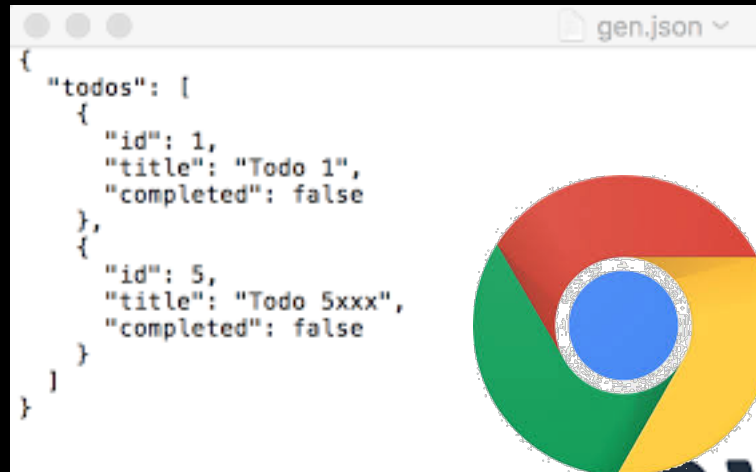 gen.json
{
"todos": [
{
"id": 1,
"title": "Todo 1",
"completed": false
},
{
"id": 5,
"title": "Todo 5xxx",
"completed": false
}
]
}